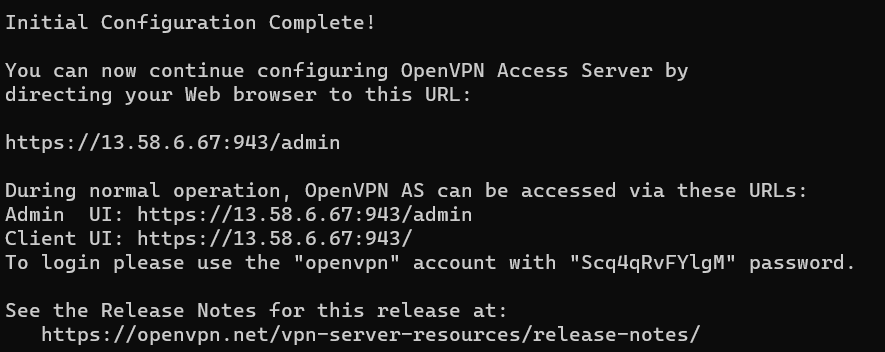 Initial Configuration Complete!
You can now continue configuring OpenVPN Access Server by
directing your Web browser to this URL:
https://13.58.6.67:943/admin
During normal operation, OpenVPN AS can be accessed via these URLs:
Admin  UI: https://13.58.6.67:943/admin
Client UI: https://13.58.6.67:943/
To login please use the "openvpn" account with "Scq4qRvFYlgM" password.
See the Release Notes for this release at:
   https://openvpn.net/vpn-server-resources/release-notes/